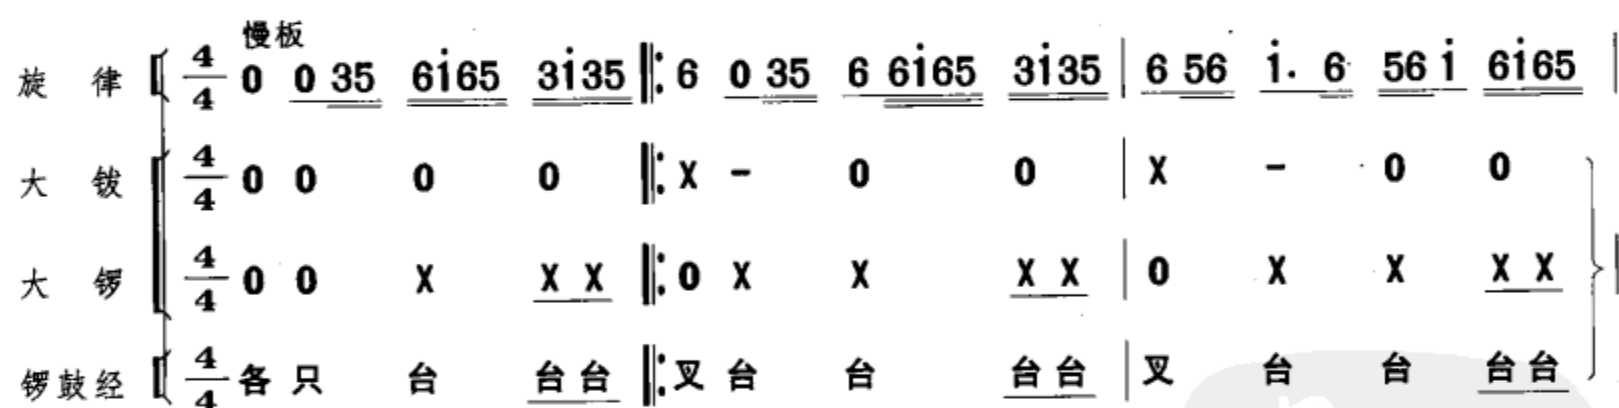 慢板
旋 律 4/4 0 0 35 6i65 3i35 ‖: 6 0 35 6 6i65 3i35 | 6 56 i. 6 56 i 6i65 |
大 钹 4/4 0 0 0 0 ‖: X - 0 0 | X - 0 0
大 锣 4/4 0 0 X X X ‖: 0 X X X X | 0 X X X X |
锣鼓经 4/4 各 只 台 台台 ‖: 叉 台 台 台台 | 叉 台 台 台台